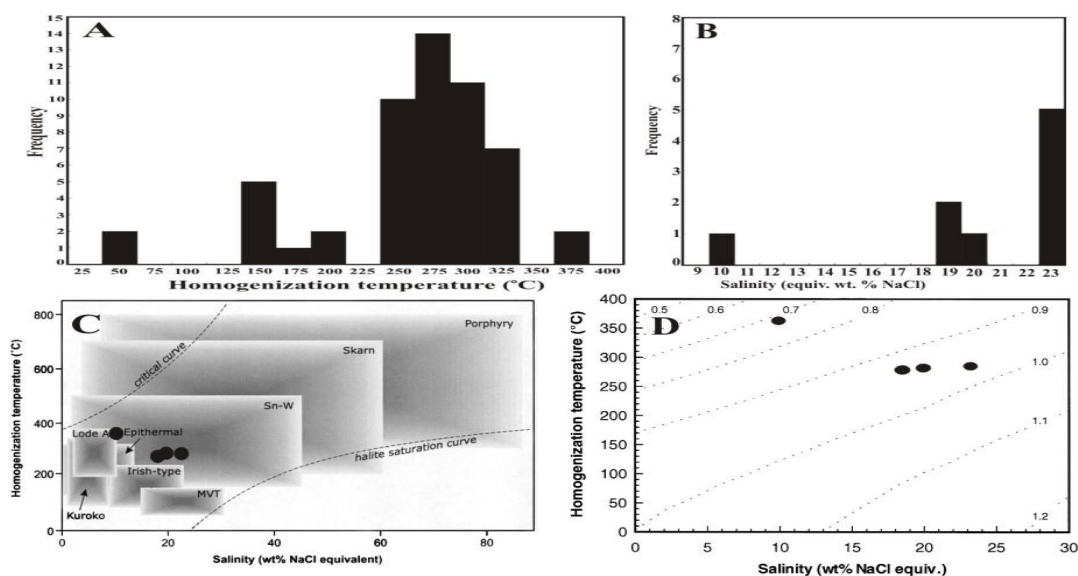 A
15
14
13
12
11
10
9
8
7
6
5
4
3
2
1
0
Frequency
25 50 75 100 125 150 175 200 225 250 275 300 325 350 375 400
Homogenization temperature (°C)
B
8
7
6
5
4
3
2
1
0
Frequency
9 10 11 12 13 14 15 16 17 18 19 20 21 22 23
Salinity (equiv. wt. % NaCl)
C
800
600
400
200
0
Homogenization temperature (°C)
Porphyry
Skarn
critical curve
Sn-W
Lode A
Epithermal
halite saturation curve
Irish-type
MVT
Kuroko
0 20 40 60 80
Salinity (wt% NaCl equivalent)
D
400
350
300
250
200
150
100
50
0
Homogenization temperature (°C)
0.5 0.6 0.7 0.8 0.9
1.0
1.1
1.2
0 5 10 15 20 25 30
Salinity (wt% NaCl equiv.)